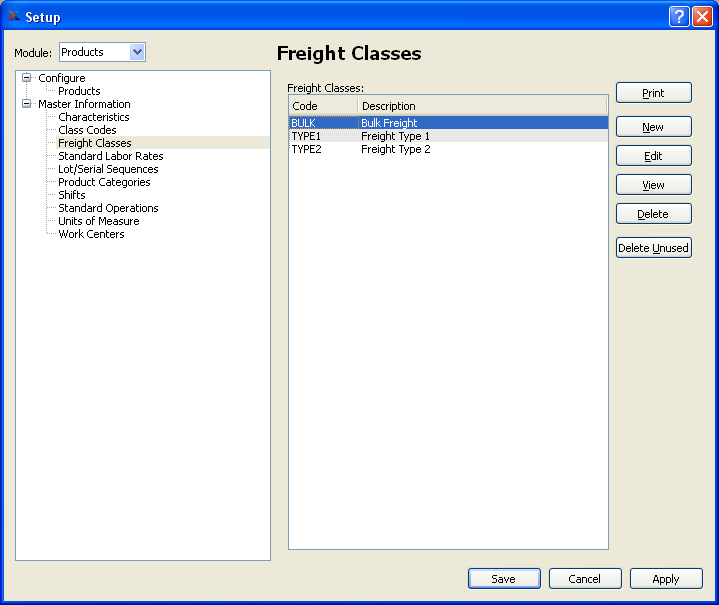 Setup
Module: Products
Freight Classes
Configure
Products
Master Information
Characteristics
Class Codes
Freight Classes
Standard Labor Rates
Lot/Serial Sequences
Product Categories
Shifts
Standard Operations
Units of Measure
Work Centers
Freight Classes:
Code Description
BULK Bulk Freight
TYPE1 Freight Type 1
TYPE2 Freight Type 2
Print
New
Edit
View
Delete
Delete Unused
Save Cancel Apply